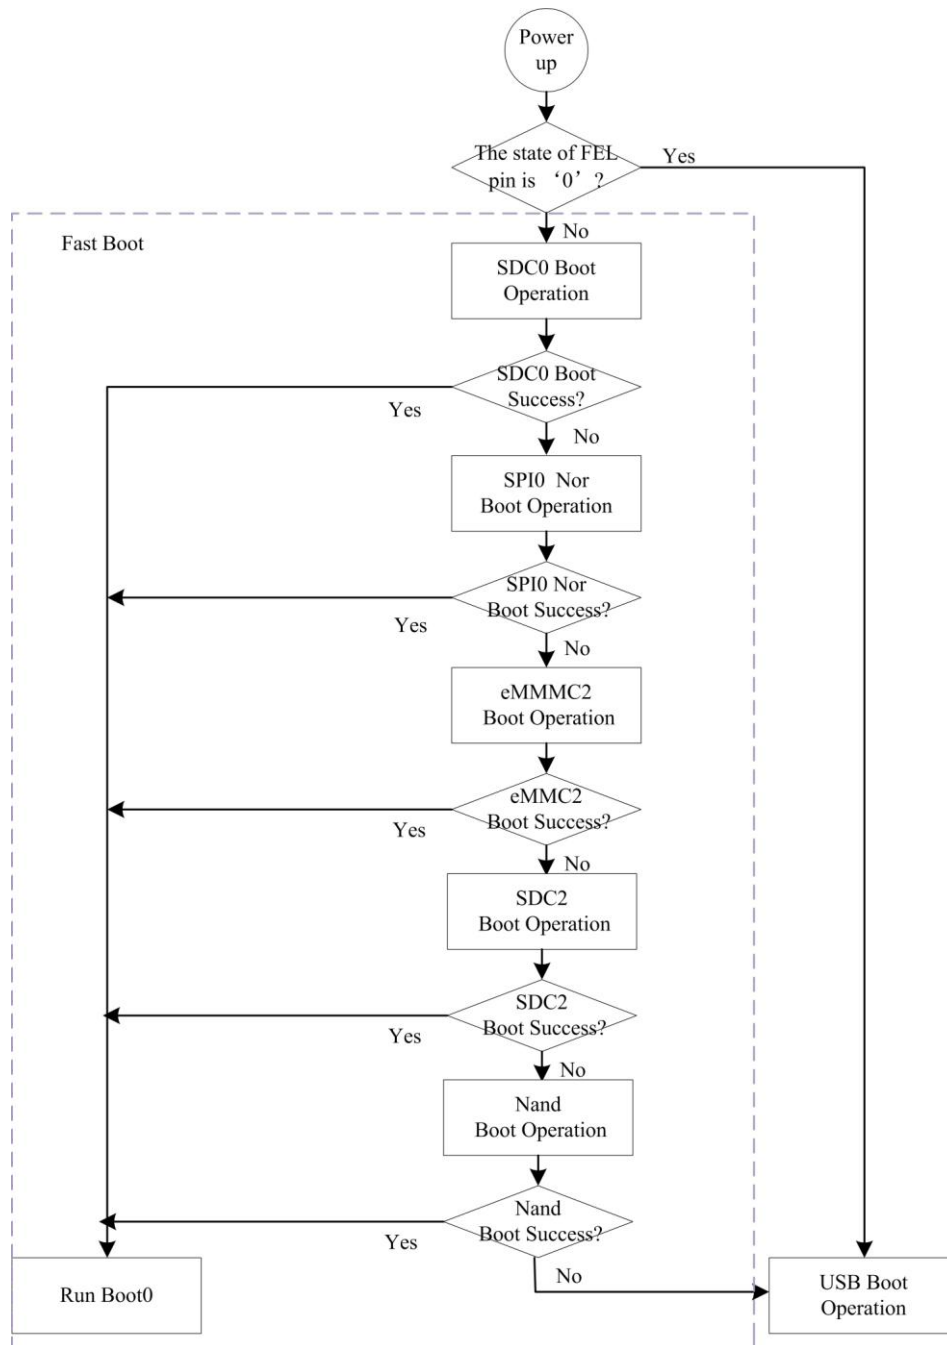 Power
up
The state of FEL
pin is ‘0’ ?
Yes
No
Fast Boot
SDC0 Boot
Operation
SDC0 Boot
Success?
Yes
No
SPI0 Nor
Boot Operation
SPI0 Nor
Boot Success?
Yes
No
eMMMC2
Boot Operation
eMMC2
Boot Success?
Yes
No
SDC2
Boot Operation
SDC2
Boot Success?
Yes
No
Nand
Boot Operation
Nand
Boot Success?
Yes
No
Run Boot0
USB Boot
Operation